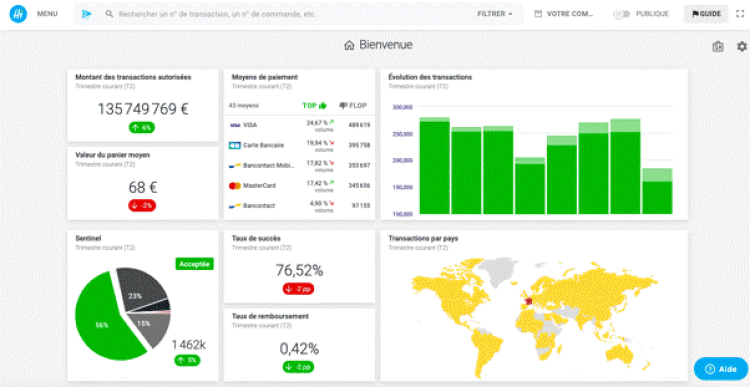 MENU
Rechercher un n° de transaction, un n° de commande, etc.
FILTRER
VOTRE COM...
PUBLIQUE
GUIDE
Bienvenue
Montant des transactions autorisées
Trimestre courant (T2)
135 749 769 €
6%
Valeur du panier moyen
Trimestre courant (T2)
68 €
-2%
Moyens de paiement
Trimestre courant (T2)
43 moyens
TOP
FLOP
VISA VISA 24,67 % 489 619
volume
Carte Bancaire 19,94 % 395 758
volume
Bancontact Mobi... 17,82 % 353 697
volume
MasterCard 17,42 % 345 656
volume
Bancontact 4,90 % 97 155
volume
Évolution des transactions
Trimestre courant (T2)
300,000
250,000
200,000
150,000
100,000
Sentinel
Trimestre courant (T2)
Acceptée
23%
56%
15%
1 462k
5%
Taux de succès
Trimestre courant (T2)
76,52%
-2 pp
Taux de remboursement
Trimestre courant (T2)
0,42%
-2 pp
Transactions par pays
Trimestre courant (T2)
Aide